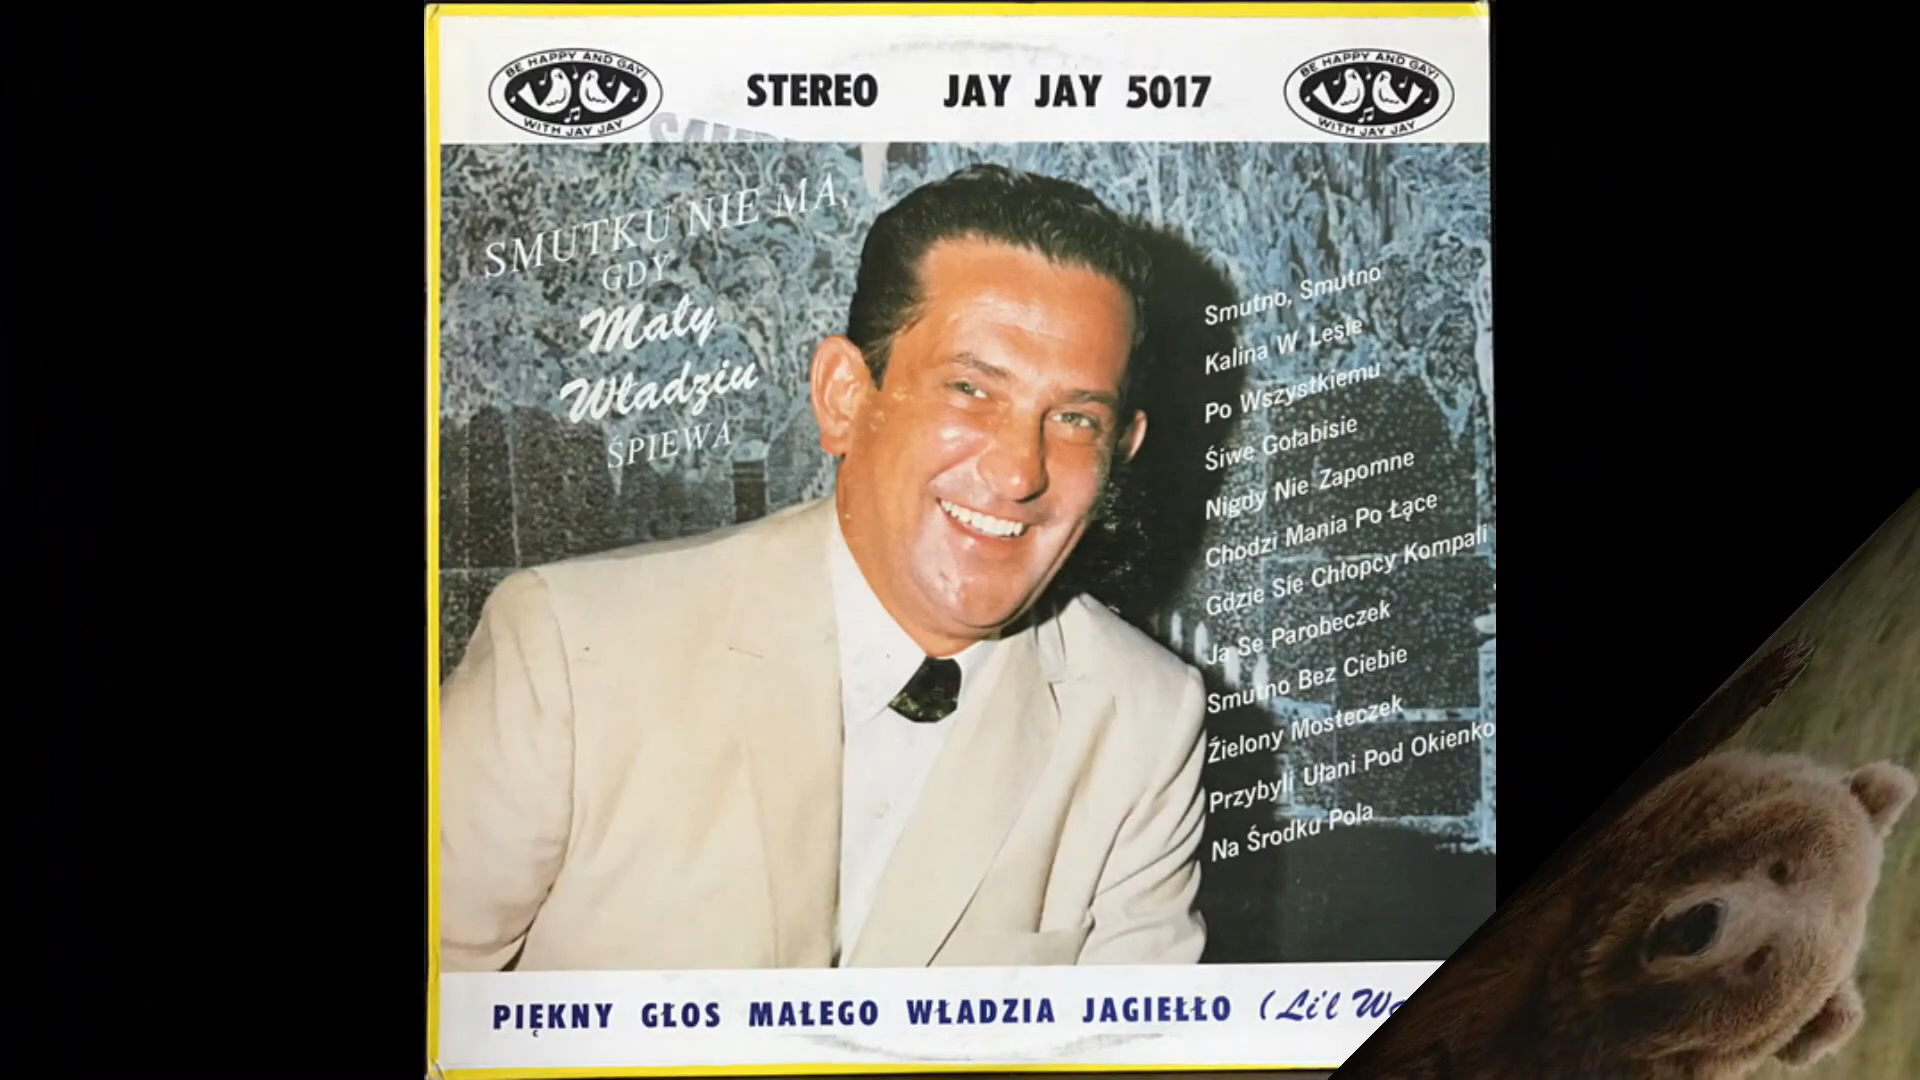 BE HAPPY AND GAY!
WITH JAY JAY
STEREO JAY JAY 5017
BE HAPPY AND GAY!
WITH JAY JAY
SMUTKU NIE MA,
GDY
Mały
Władziu
ŚPIEWA
Smutno, Smutno
Kalina W Lesie
Po Wszystkiemu
Śiwe Gołabisie
Nigdy Nie Zapomne
Chodzi Mania Po Łące
Gdzie Sie Chłopcy Kompali
Ja Se Parobeczek
Smutno Bez Ciebie
Źielony Mosteczek
Przybyli Ułani Pod Okienko
Na Środku Pola
PIĘKNY GŁOS MAŁEGO WŁADZIA JAGIEŁŁO (Li'l